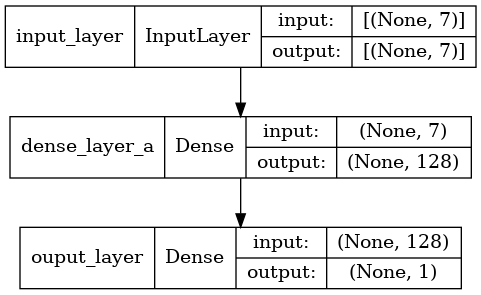 input_layer InputLayer input: [(None, 7)]
output: [(None, 7)]
dense_layer_a Dense input: (None, 7)
output: (None, 128)
ouput_layer Dense input: (None, 128)
output: (None, 1)